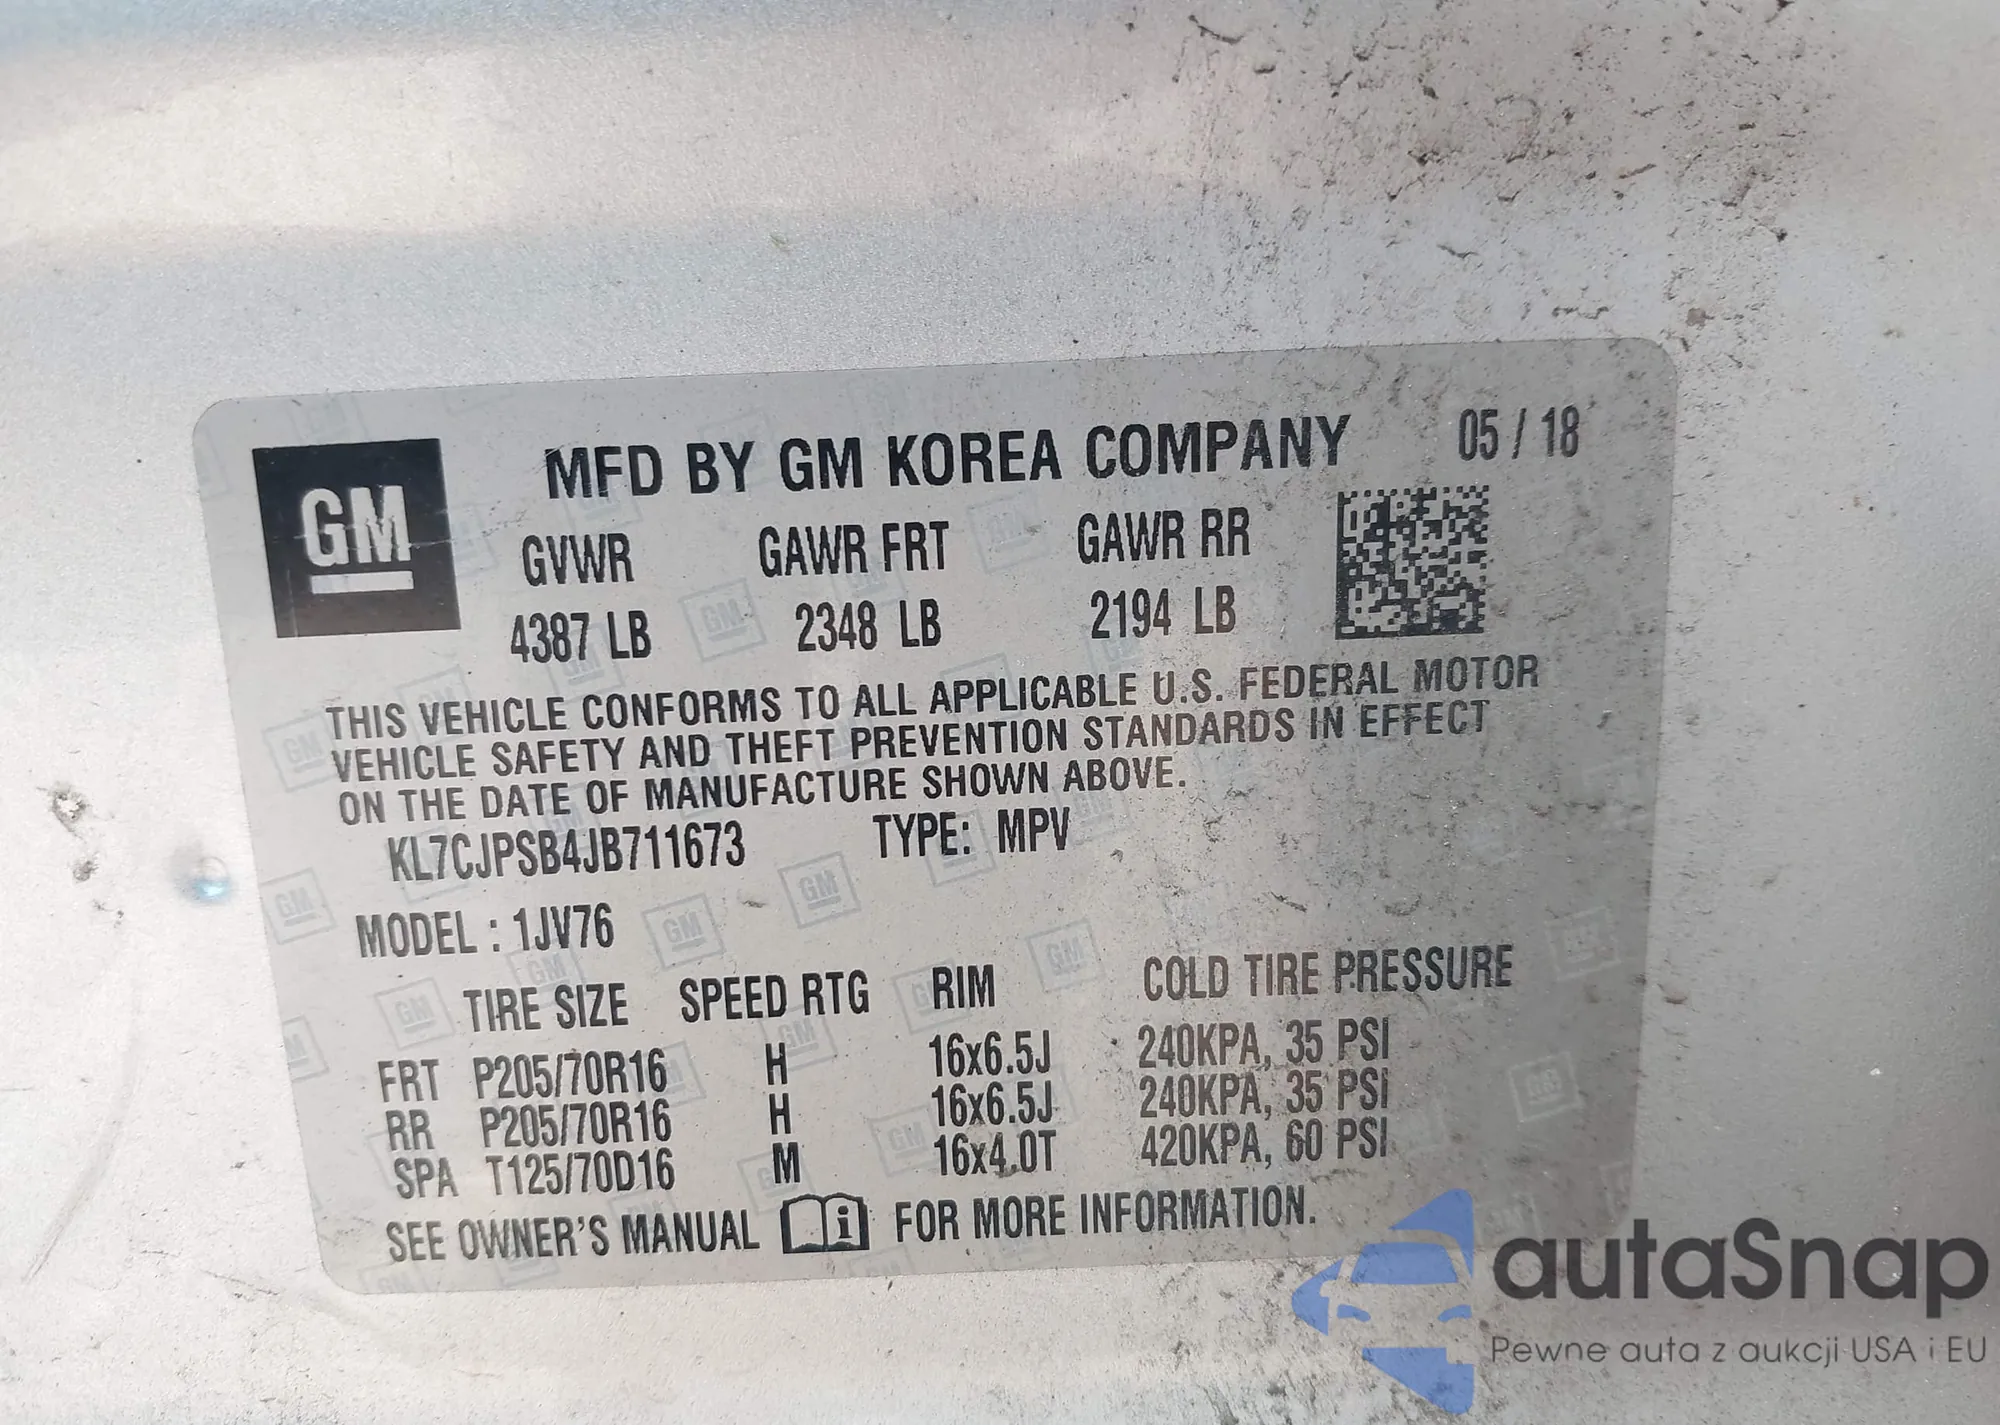 GM
MFD BY GM KOREA COMPANY 05 / 18
GVWR GAWR FRT GAWR RR
4387 LB 2348 LB 2194 LB
THIS VEHICLE CONFORMS TO ALL APPLICABLE U.S. FEDERAL MOTOR
VEHICLE SAFETY AND THEFT PREVENTION STANDARDS IN EFFECT
ON THE DATE OF MANUFACTURE SHOWN ABOVE.
KL7CJPSB4JB711673 TYPE: MPV
MODEL : 1JV76
TIRE SIZE SPEED RTG RIM COLD TIRE PRESSURE
FRT P205/70R16 H 16x6.5J 240KPA, 35 PSI
RR P205/70R16 H 16x6.5J 240KPA, 35 PSI
SPA T125/70D16 M 16x4.0T 420KPA, 60 PSI
SEE OWNER'S MANUAL i FOR MORE INFORMATION.
autaSnap
Pewne auta z aukcji USA i EU